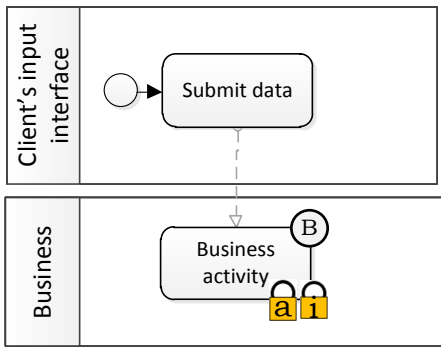 Client's input
interface
Submit data
Business
Business
activity
B
a
i